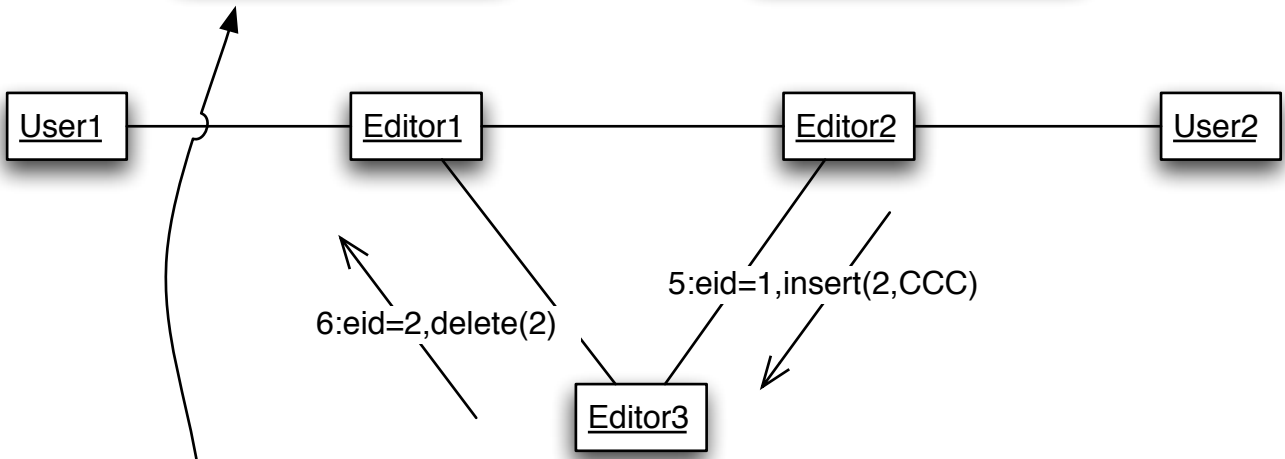 User1
Editor1
Editor2
User2
5:eid=1,insert(2,CCC)
6:eid=2,delete(2)
Editor3